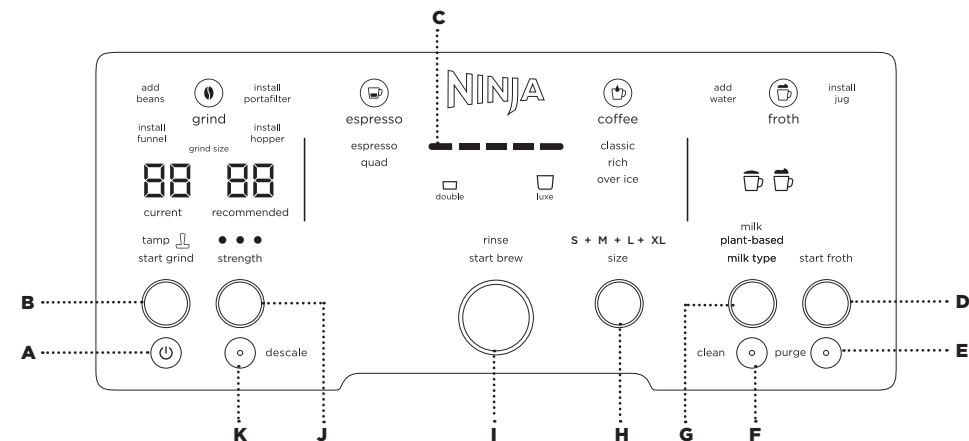 C
NINJA
add
beans
grind
install
portafilter
install
funnel
grind size
install
hopper
88
88
current
recommended
espresso
espresso
quad
double
luxe
coffee
classic
rich
over ice
add
water
froth
install
jug
tamp
start grind
strength
rinse
start brew
S + M + L + XL
size
milk
plant-based
milk type
start froth
B
D
A
descale
clean
purge
E
K
J
I
H
G
F